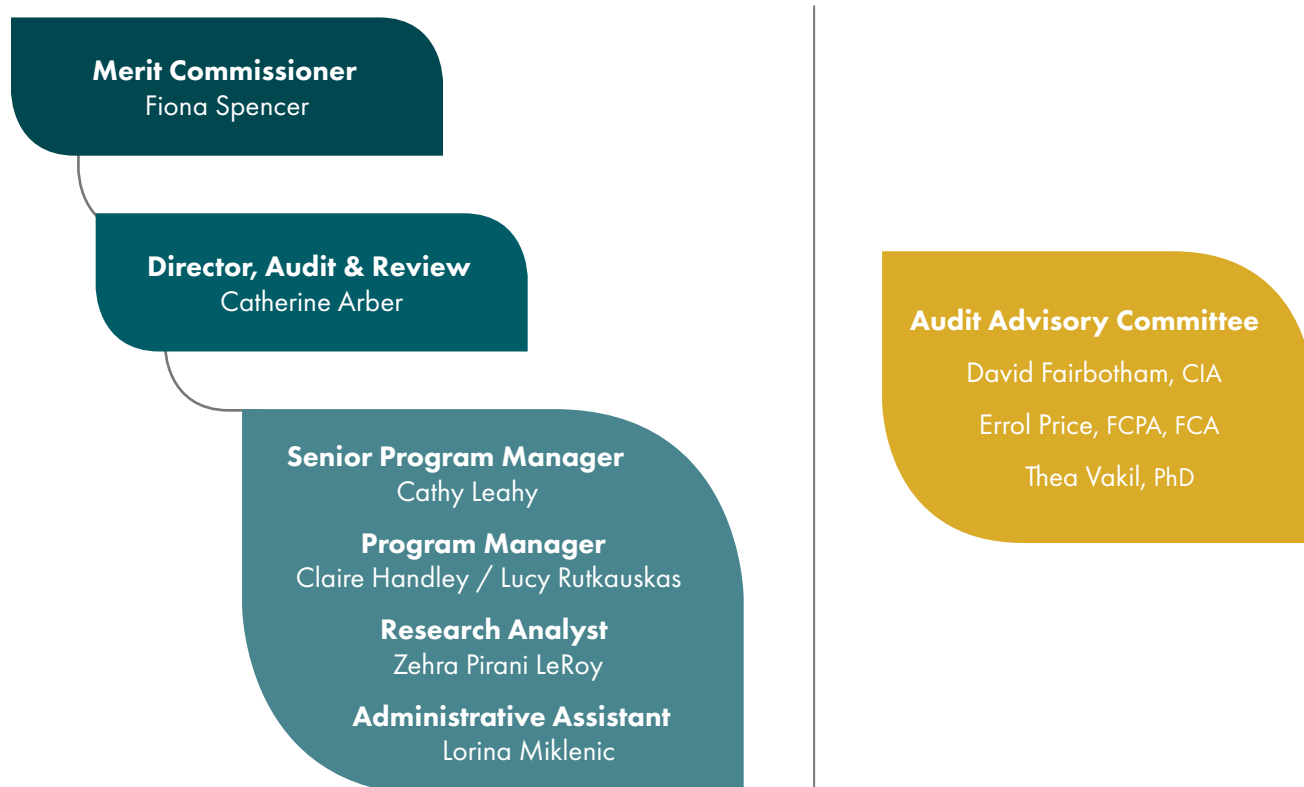 Merit Commissioner
Fiona Spencer
Director, Audit & Review
Catherine Arber
Senior Program Manager
Cathy Leahy
Program Manager
Claire Handley / Lucy Rutkauskas
Research Analyst
Zehra Pirani LeRoy
Administrative Assistant
Lorina Miklenic
Audit Advisory Committee
David Fairbotham, CIA
Errol Price, FCPA, FCA
Thea Vakil, PhD